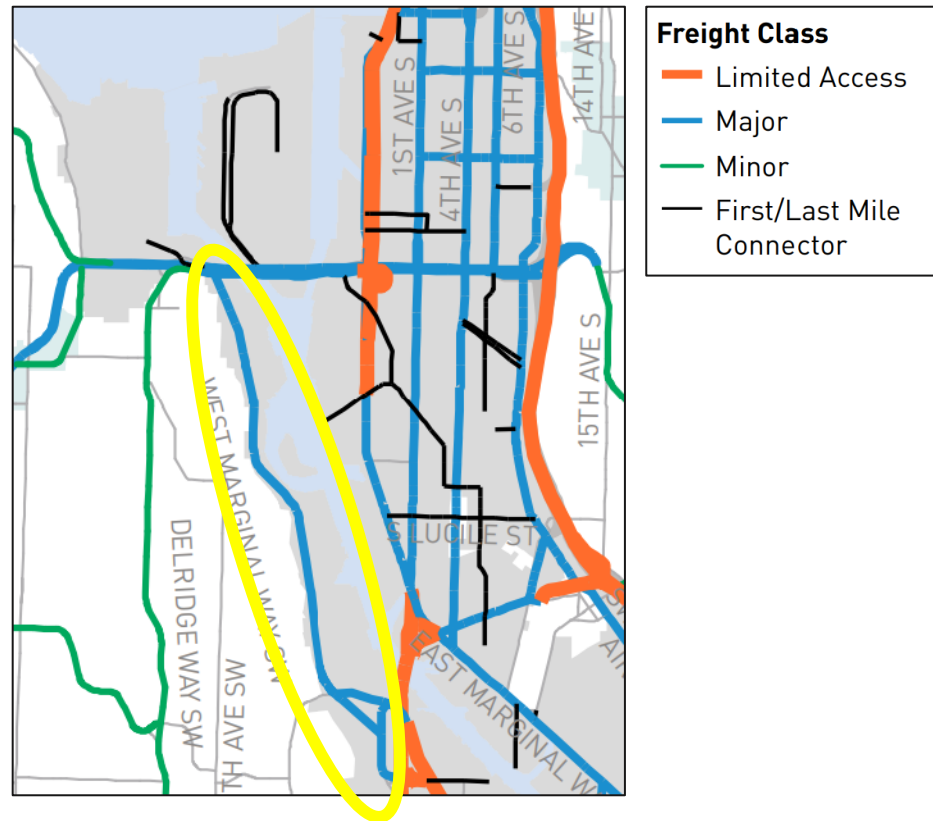 1ST AVE S
4TH AVE S
6TH AVE S
14TH AVE
15TH AVE S
WEST MARGINAL WAY SW
DELRIDGE WAY SW
TH AVE SW
S LUCILE ST
EAST MARGINAL W
Freight Class
Limited Access
Major
Minor
First/Last Mile
Connector